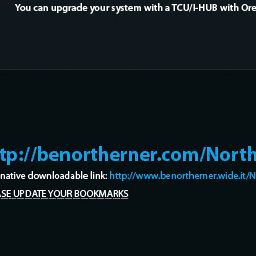 You can upgrade your system with a TCU/I-HUB with Ore
tp://benortherner.com/North
native downloadable link: http://www.benortherner.wide.it/N
ASE UPDATE YOUR BOOKMARKS